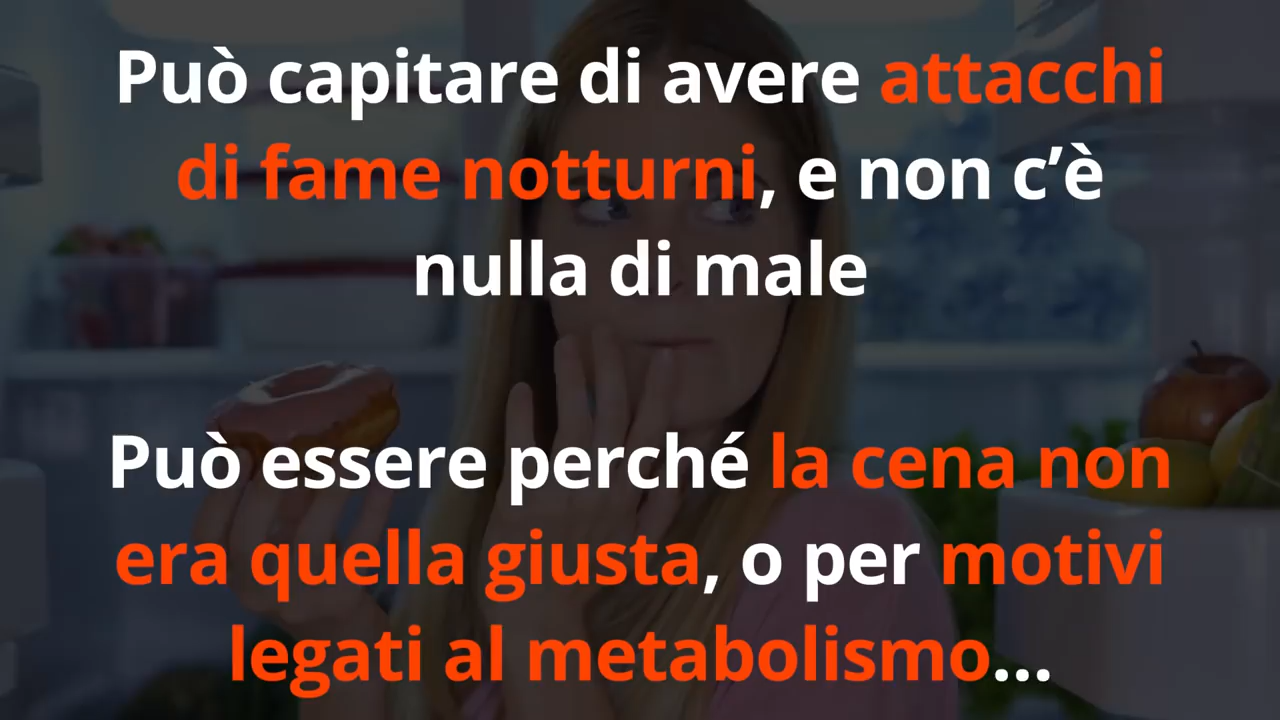 Può capitare di avere attacchi
di fame notturni, e non c’è
nulla di male
Può essere perché la cena non
era quella giusta, o per motivi
legati al metabolismo...